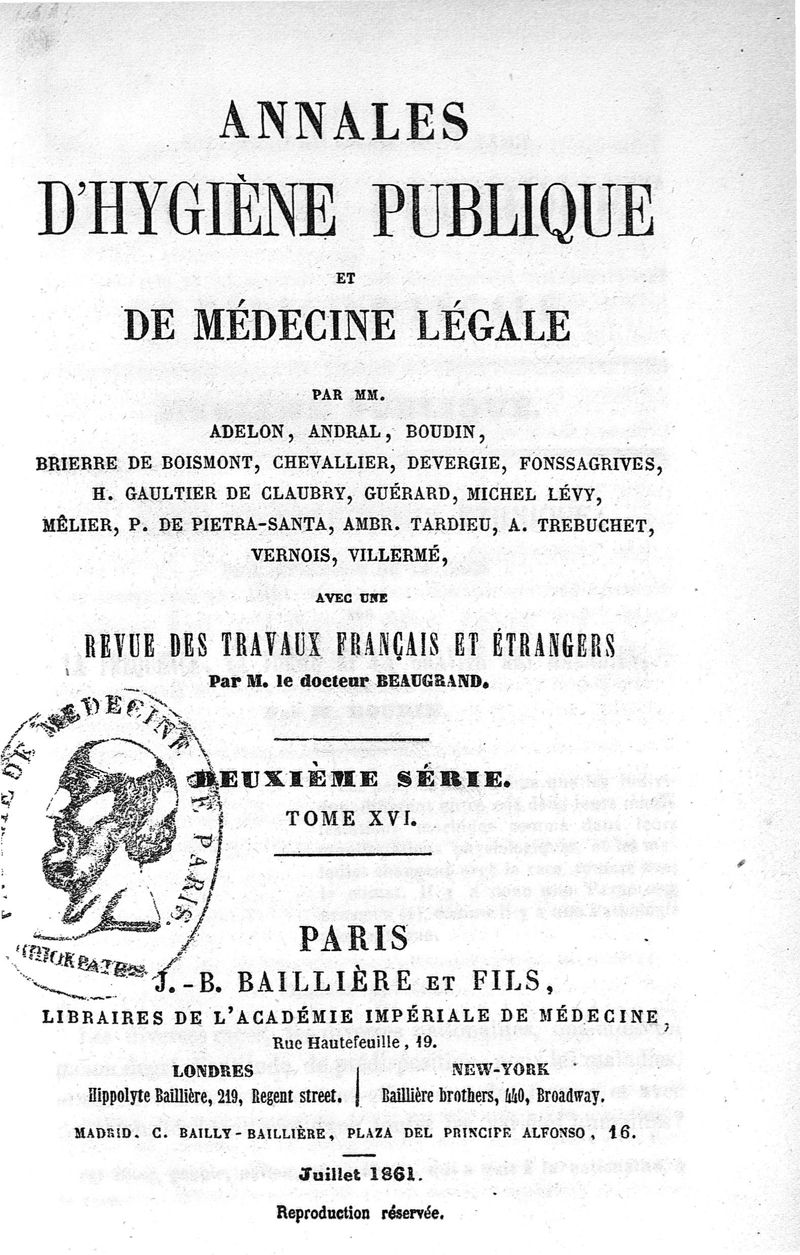 ANNALES
D'HYGIÈNE PUBLIQUE
ET
DE MÉDECINE LÉGALE
PAR MM.
ADELON, ANDRAL, BOUDIN,
BRIERRE DE BOISMONT, CHEVALLIER, DEVERGIE, FONSSAGRIVES,
H. GAULTIER DE CLAUBRY, GUÉRARD, MICHEL LÉVY,
MÊLIER, P. DE PIETRA-SANTA, AMBR. TARDIEU, A. TREBUCHET,
VERNOIS, VILLERMÉ,
AVEC UNE
REVUE DES TRAVAUX FRANÇAIS ET ÉTRANGERS
Par M. le docteur BEAUGRAND.
DE MEDECINE DE PARIS.
DEUXIÈME SÉRIE.
TOME XVI.
PARIS
J.-B. BAILLIÈRE ET FILS,
LIBRAIRES DE L'ACADÉMIE IMPÉRIALE DE MÉDECINE,
Rue Hautefeuille, 19.
LONDRES
Hippolyte Baillière, 219, Regent street.
NEW-YORK
Baillière brothers, 440, Broadway.
MADRID. C. BAILLY-BAILLIÈRE, PLAZA DEL PRINCIPE ALFONSO, 16.
Juillet 1861.
Reproduction réservée.